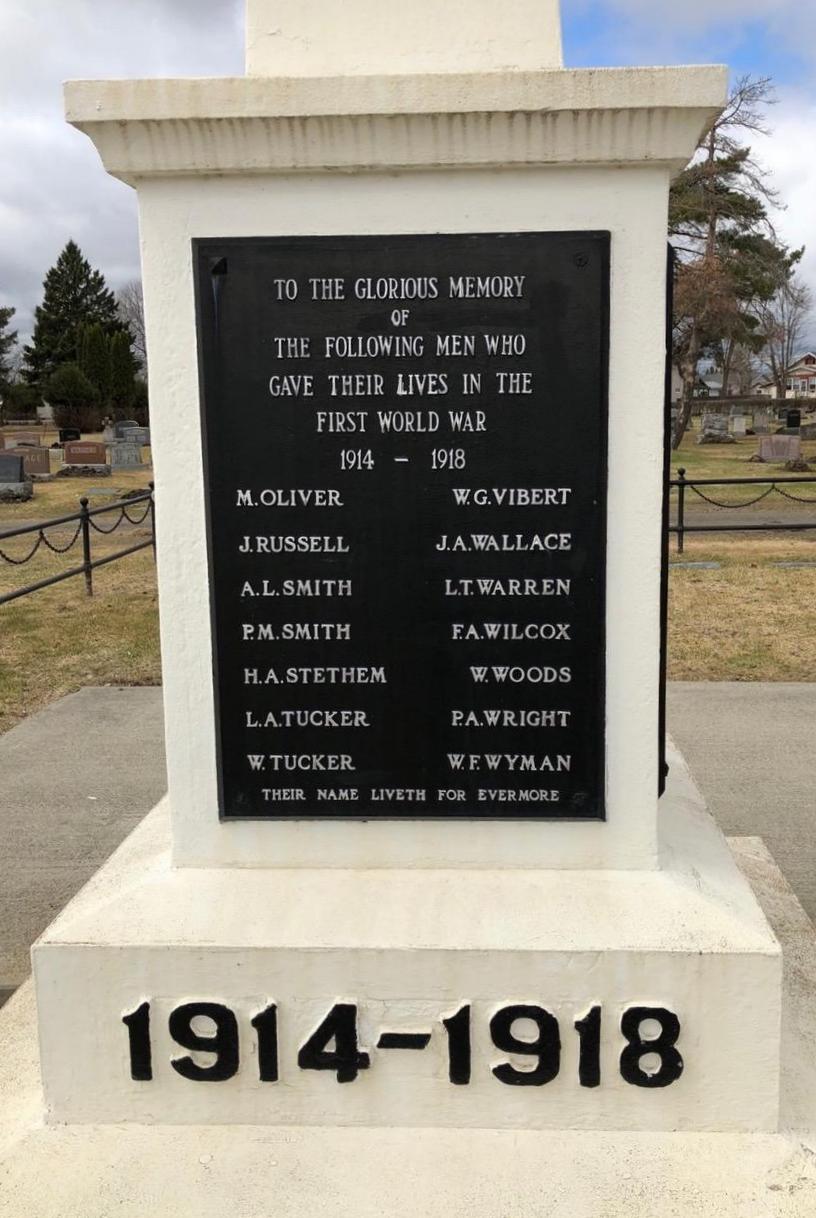 TO THE GLORIOUS MEMORY
OF
THE FOLLOWING MEN WHO
GAVE THEIR LIVES IN THE
FIRST WORLD WAR
1914 – 1918
M. OLIVER W. G. VIBERT
J. RUSSELL J. A. WALLACE
A. L. SMITH L. T. WARREN
P. M. SMITH F. A. WILCOX
H. A. STETHEM W. WOODS
L. A. TUCKER P. A. WRIGHT
W. TUCKER W. F. WYMAN
THEIR NAME LIVETH FOR EVERMORE
1914-1918